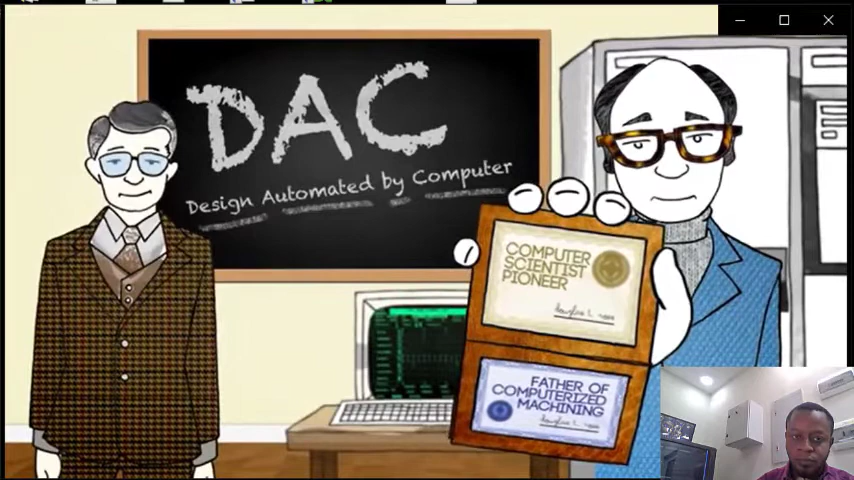 DAC
Design Automated by Computer
COMPUTER
SCIENTIST
PIONEER
FATHER OF
COMPUTERIZED
MACHINING